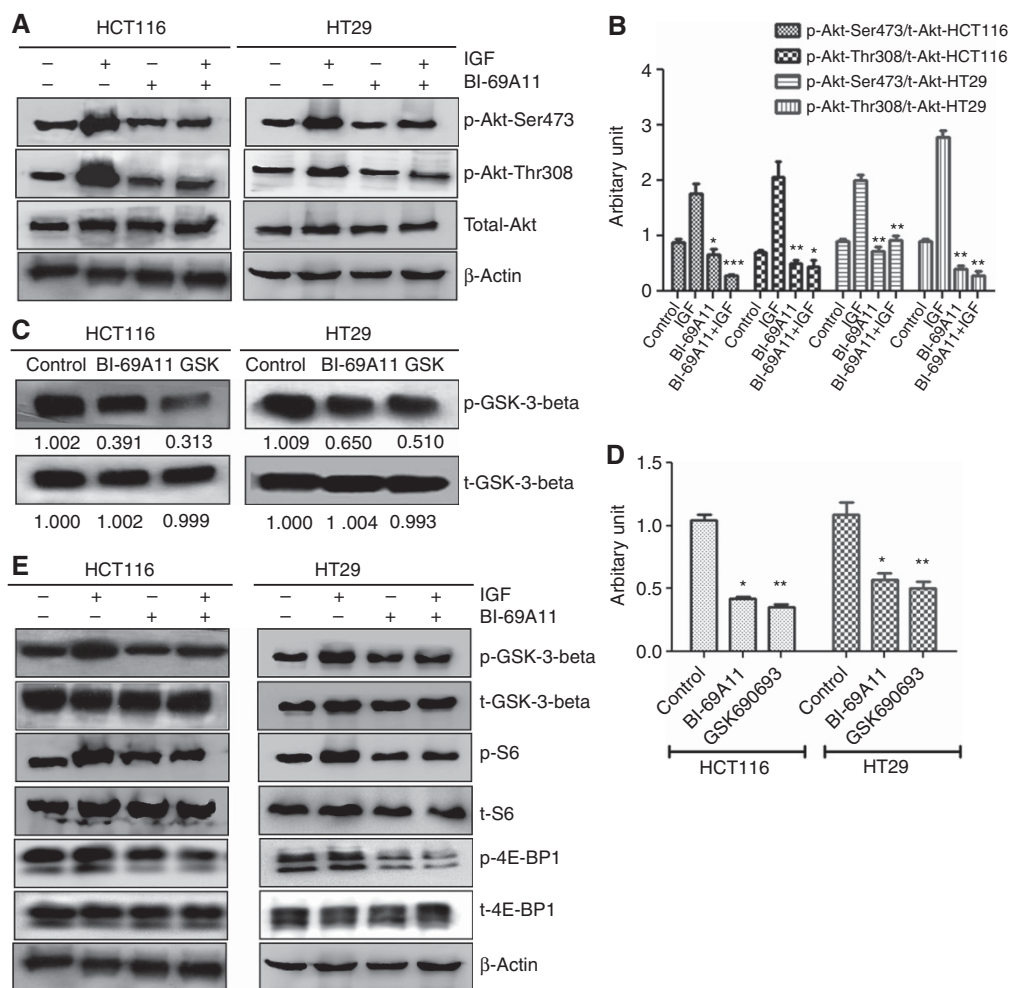 A
HCT116 HT29
– + – + – + – + IGF
– – + + – – + + BI-69A11
p-Akt-Ser473
p-Akt-Thr308
Total-Akt
β-Actin
B
p-Akt-Ser473/t-Akt-HCT116
p-Akt-Thr308/t-Akt-HCT116
p-Akt-Ser473/t-Akt-HT29
p-Akt-Thr308/t-Akt-HT29
Arbitary unit
4
3
2
1
0
* *** ** * ** ** ** **
Control IGF BI-69A11 BI-69A11+IGF Control IGF BI-69A11 BI-69A11+IGF Control IGF BI-69A11 BI-69A11+IGF Control IGF BI-69A11 BI-69A11+IGF
C
HCT116 HT29
Control BI-69A11 GSK Control BI-69A11 GSK
p-GSK-3-beta
1.002 0.391 0.313 1.009 0.650 0.510
t-GSK-3-beta
1.000 1.002 0.999 1.000 1.004 0.993
D
Arbitary unit
1.5
1.0
0.5
0.0
* ** * **
Control BI-69A11 GSK690693 Control BI-69A11 GSK690693
HCT116 HT29
E
HCT116 HT29
– + – + – + – + IGF
– – + + – – + + BI-69A11
p-GSK-3-beta
t-GSK-3-beta
p-S6
t-S6
p-4E-BP1
t-4E-BP1
β-Actin